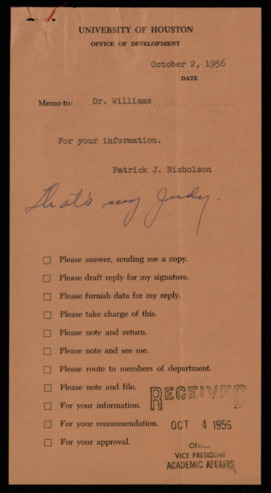 UNIVERSITY OF HOUSTON
OFFICE OF DEVELOPMENT
October 2, 1956
DATE
Memo to: Dr. Williams
For your information.
Patrick J. Nicholson
That's my Judy.
☐ Please answer, sending me a copy.
☐ Please draft reply for my signature.
☐ Please furnish data for my reply.
☐ Please take charge of this.
☐ Please note and return.
☐ Please note and see me.
☐ Please route to members of department.
☐ Please note and file.
☐ For your information.
☐ For your recommendation.
☐ For your approval.
RECEIVED
OCT 4 1956
OFFICE
VICE PRESIDENT
ACADEMIC AFFAIRS